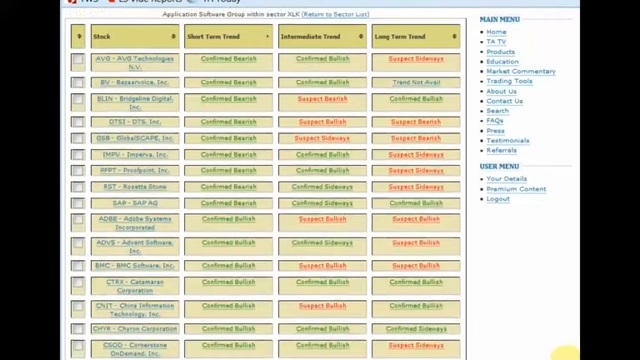 TWS ES Video Reports TA Today
Application Software Group within sector XLK (Return to Sector List)
Stock Short Term Trend Intermediate Trend Long Term Trend
AVG - AVG Technologies N.V. Confirmed Bearish Confirmed Bullish Suspect Sideways
BV - Bazaarvoice, Inc. Confirmed Bearish Confirmed Bullish Trend Not Avail
BLIN - Bridgeline Digital, Inc. Confirmed Bearish Suspect Bearish Confirmed Bullish
DTSI - DTS, Inc. Confirmed Bearish Suspect Bullish Suspect Bearish
GSB - GlobalSCAPE, Inc. Confirmed Bearish Suspect Sideways Suspect Bearish
IMPV - Imperva, Inc. Confirmed Bearish Confirmed Bullish Suspect Sideways
PFPT - Proofpoint, Inc. Confirmed Bearish Confirmed Bullish Suspect Sideways
RST - Rosetta Stone Confirmed Bearish Confirmed Sideways Suspect Sideways
SAP - SAP AG Confirmed Bearish Confirmed Bullish Confirmed Bullish
ADBE - Adobe Systems Incorporated Confirmed Bullish Suspect Bullish Suspect Bullish
ADVS - Advent Software, Inc. Confirmed Bullish Confirmed Sideways Suspect Sideways
BMC - BMC Software, Inc. Confirmed Bullish Suspect Bullish Suspect Sideways
CTRX - Catamaran Corporation Confirmed Bullish Confirmed Bullish Confirmed Bullish
CNIT - China Information Technology, Inc. Confirmed Bullish Suspect Bullish Confirmed Bullish
CHYR - Chyron Corporation Confirmed Bullish Confirmed Bullish Confirmed Sideways
CSOD - Cornerstone OnDemand, Inc. Confirmed Bullish Confirmed Bullish Suspect Sideways
MAIN MENU
Home
TA TV
Products
Education
Market Commentary
Trading Tools
About Us
Contact Us
Search
FAQs
Press
Testimonials
Referrals
USER MENU
Your Details
Premium Content
Logout